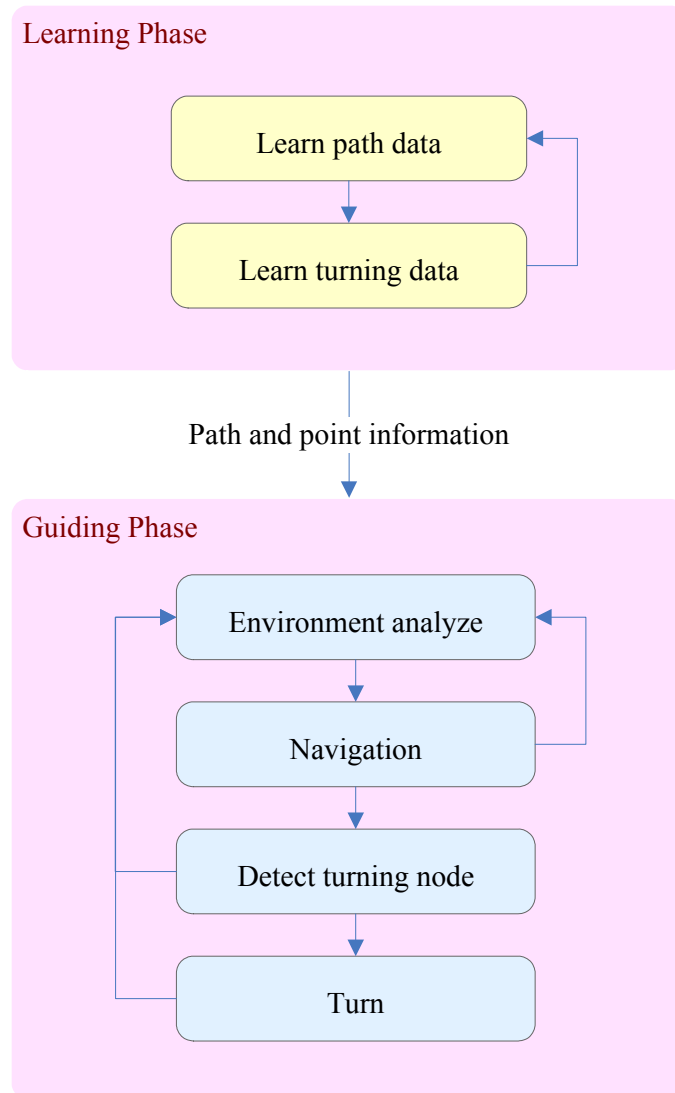 Learning Phase
Learn path data
Learn turning data
Path and point information
Guiding Phase
Environment analyze
Navigation
Detect turning node
Turn